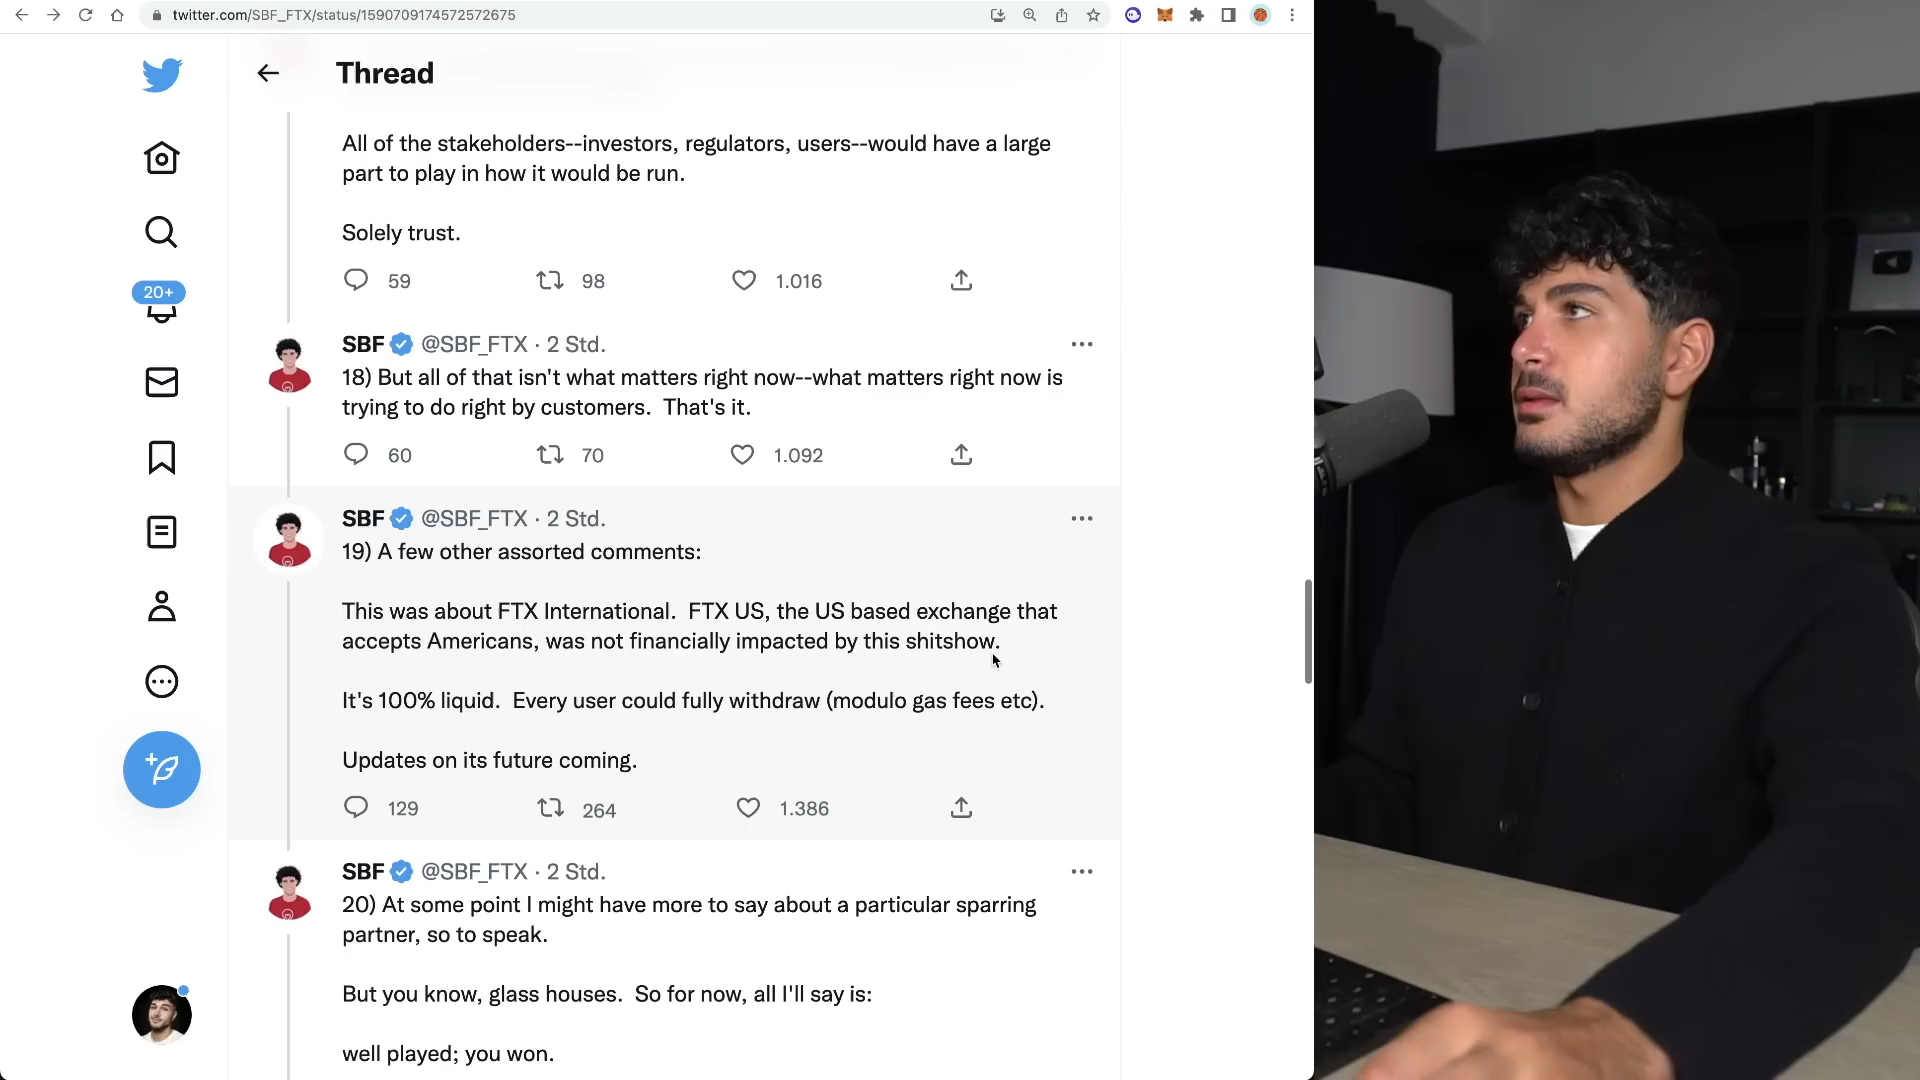 twitter.com/SBF_FTX/status/1590709174572572675
Thread
All of the stakeholders--investors, regulators, users--would have a large
part to play in how it would be run.
Solely trust.
59 98 1.016
20+
SBF @SBF_FTX · 2 Std.
18) But all of that isn't what matters right now--what matters right now is
trying to do right by customers.  That's it.
60 70 1.092
SBF @SBF_FTX · 2 Std.
19) A few other assorted comments:
This was about FTX International.  FTX US, the US based exchange that
accepts Americans, was not financially impacted by this shitshow.
It's 100% liquid.  Every user could fully withdraw (modulo gas fees etc).
Updates on its future coming.
129 264 1.386
SBF @SBF_FTX · 2 Std.
20) At some point I might have more to say about a particular sparring
partner, so to speak.
But you know, glass houses.  So for now, all I'll say is:
well played; you won.